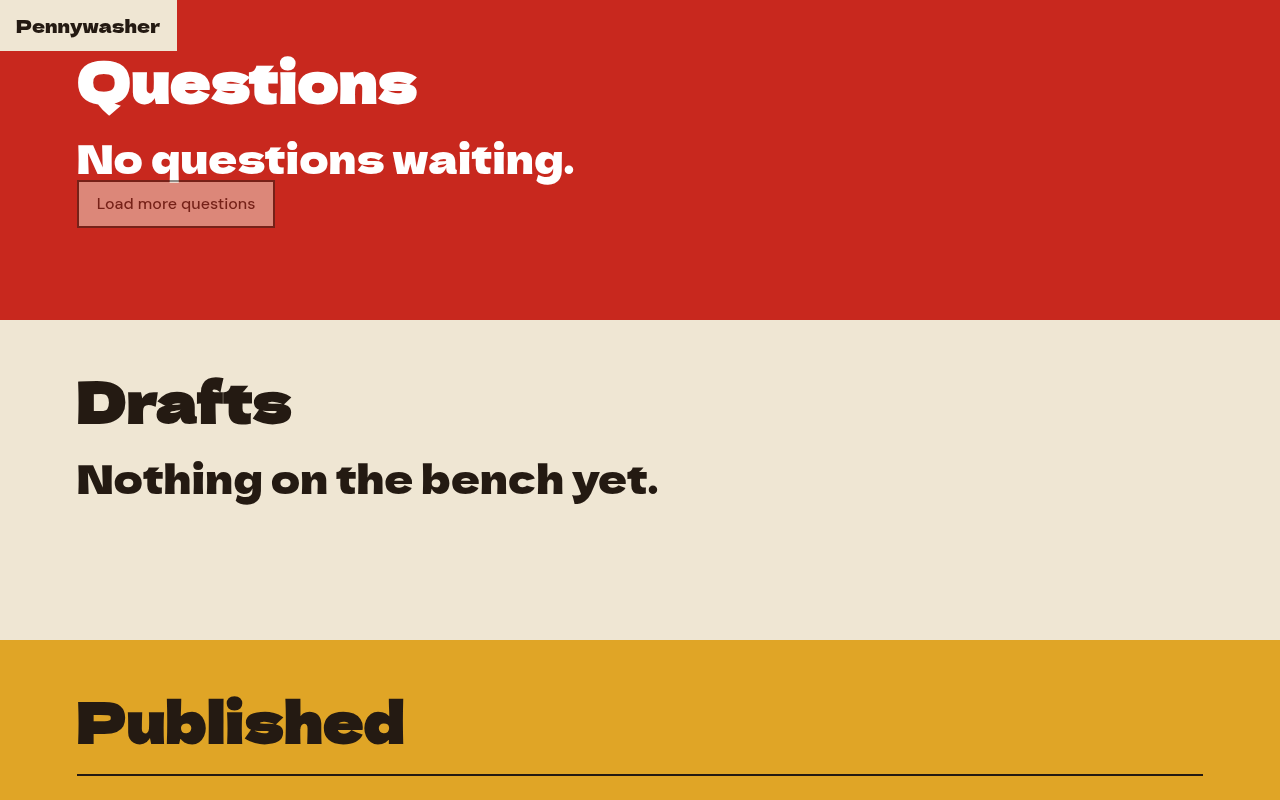 Pennywasher
Questions
No questions waiting.
Load more questions
Drafts
Nothing on the bench yet.
Published